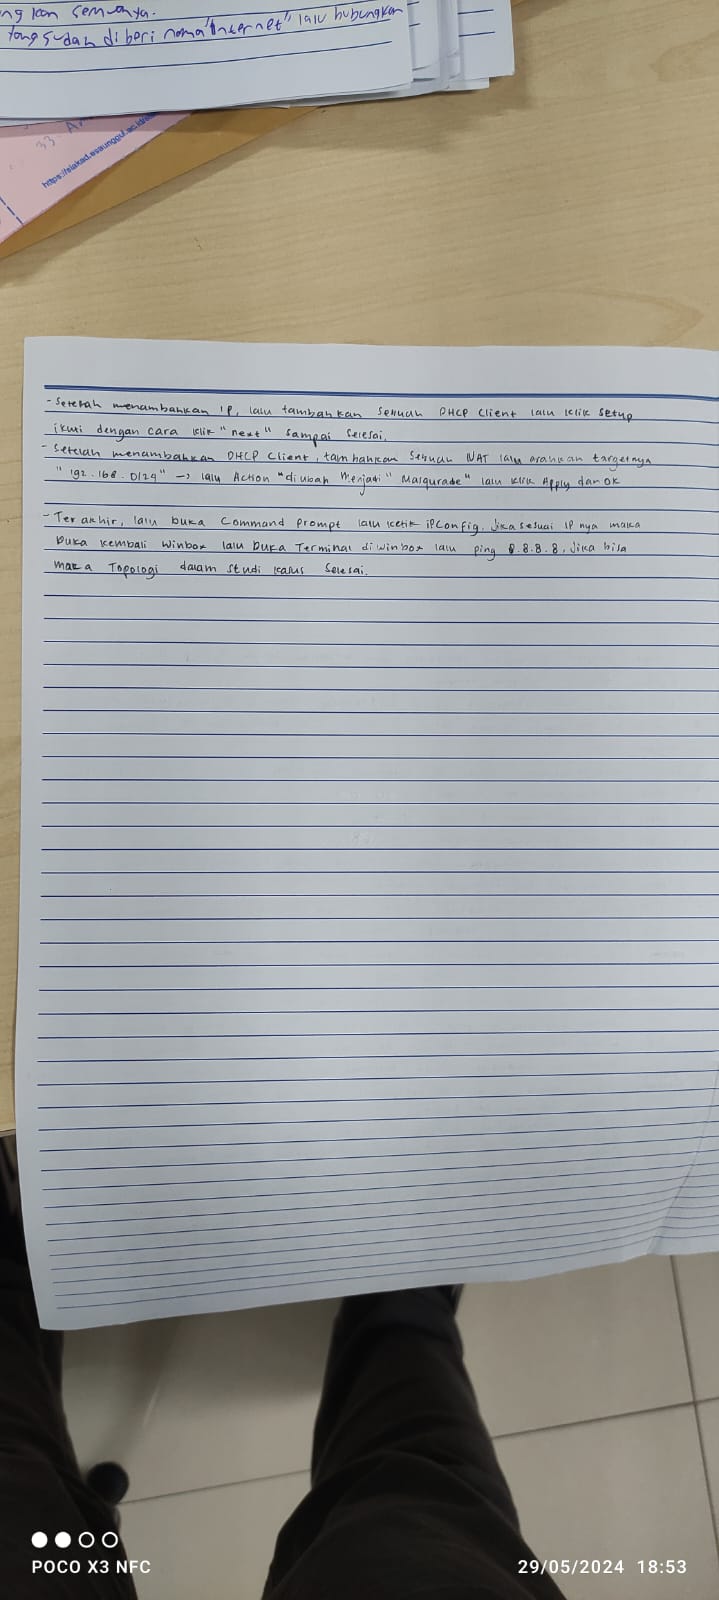 ngkan semuanya.
yang sudah diberi nama "Internet" lalu hubungkan
33. A
https://siakad.esaunggul.ac.id/
- Setelah menambahkan IP, lalu tambahkan sebuah DHCP Client lalu klik setup
ikuti dengan cara klik "next" sampai selesai.
- Setelah menambahkan DHCP Client, tambahkan sebuah NAT lalu arahkan targetnya
"192.168.0/24" -> lalu Action "diubah Menjadi" Masqurade" lalu klik Apply dan OK
- Terakhir, lalu buka Command Prompt lalu ketik ipConfig. Jika sesuai IP nya maka
buka kembali Winbox lalu buka Terminal di winbox lalu ping 8.8.8.8, Jika bisa
maka Topologi dalam studi kasus Selesai.
POCO X3 NFC
29/05/2024 18:53